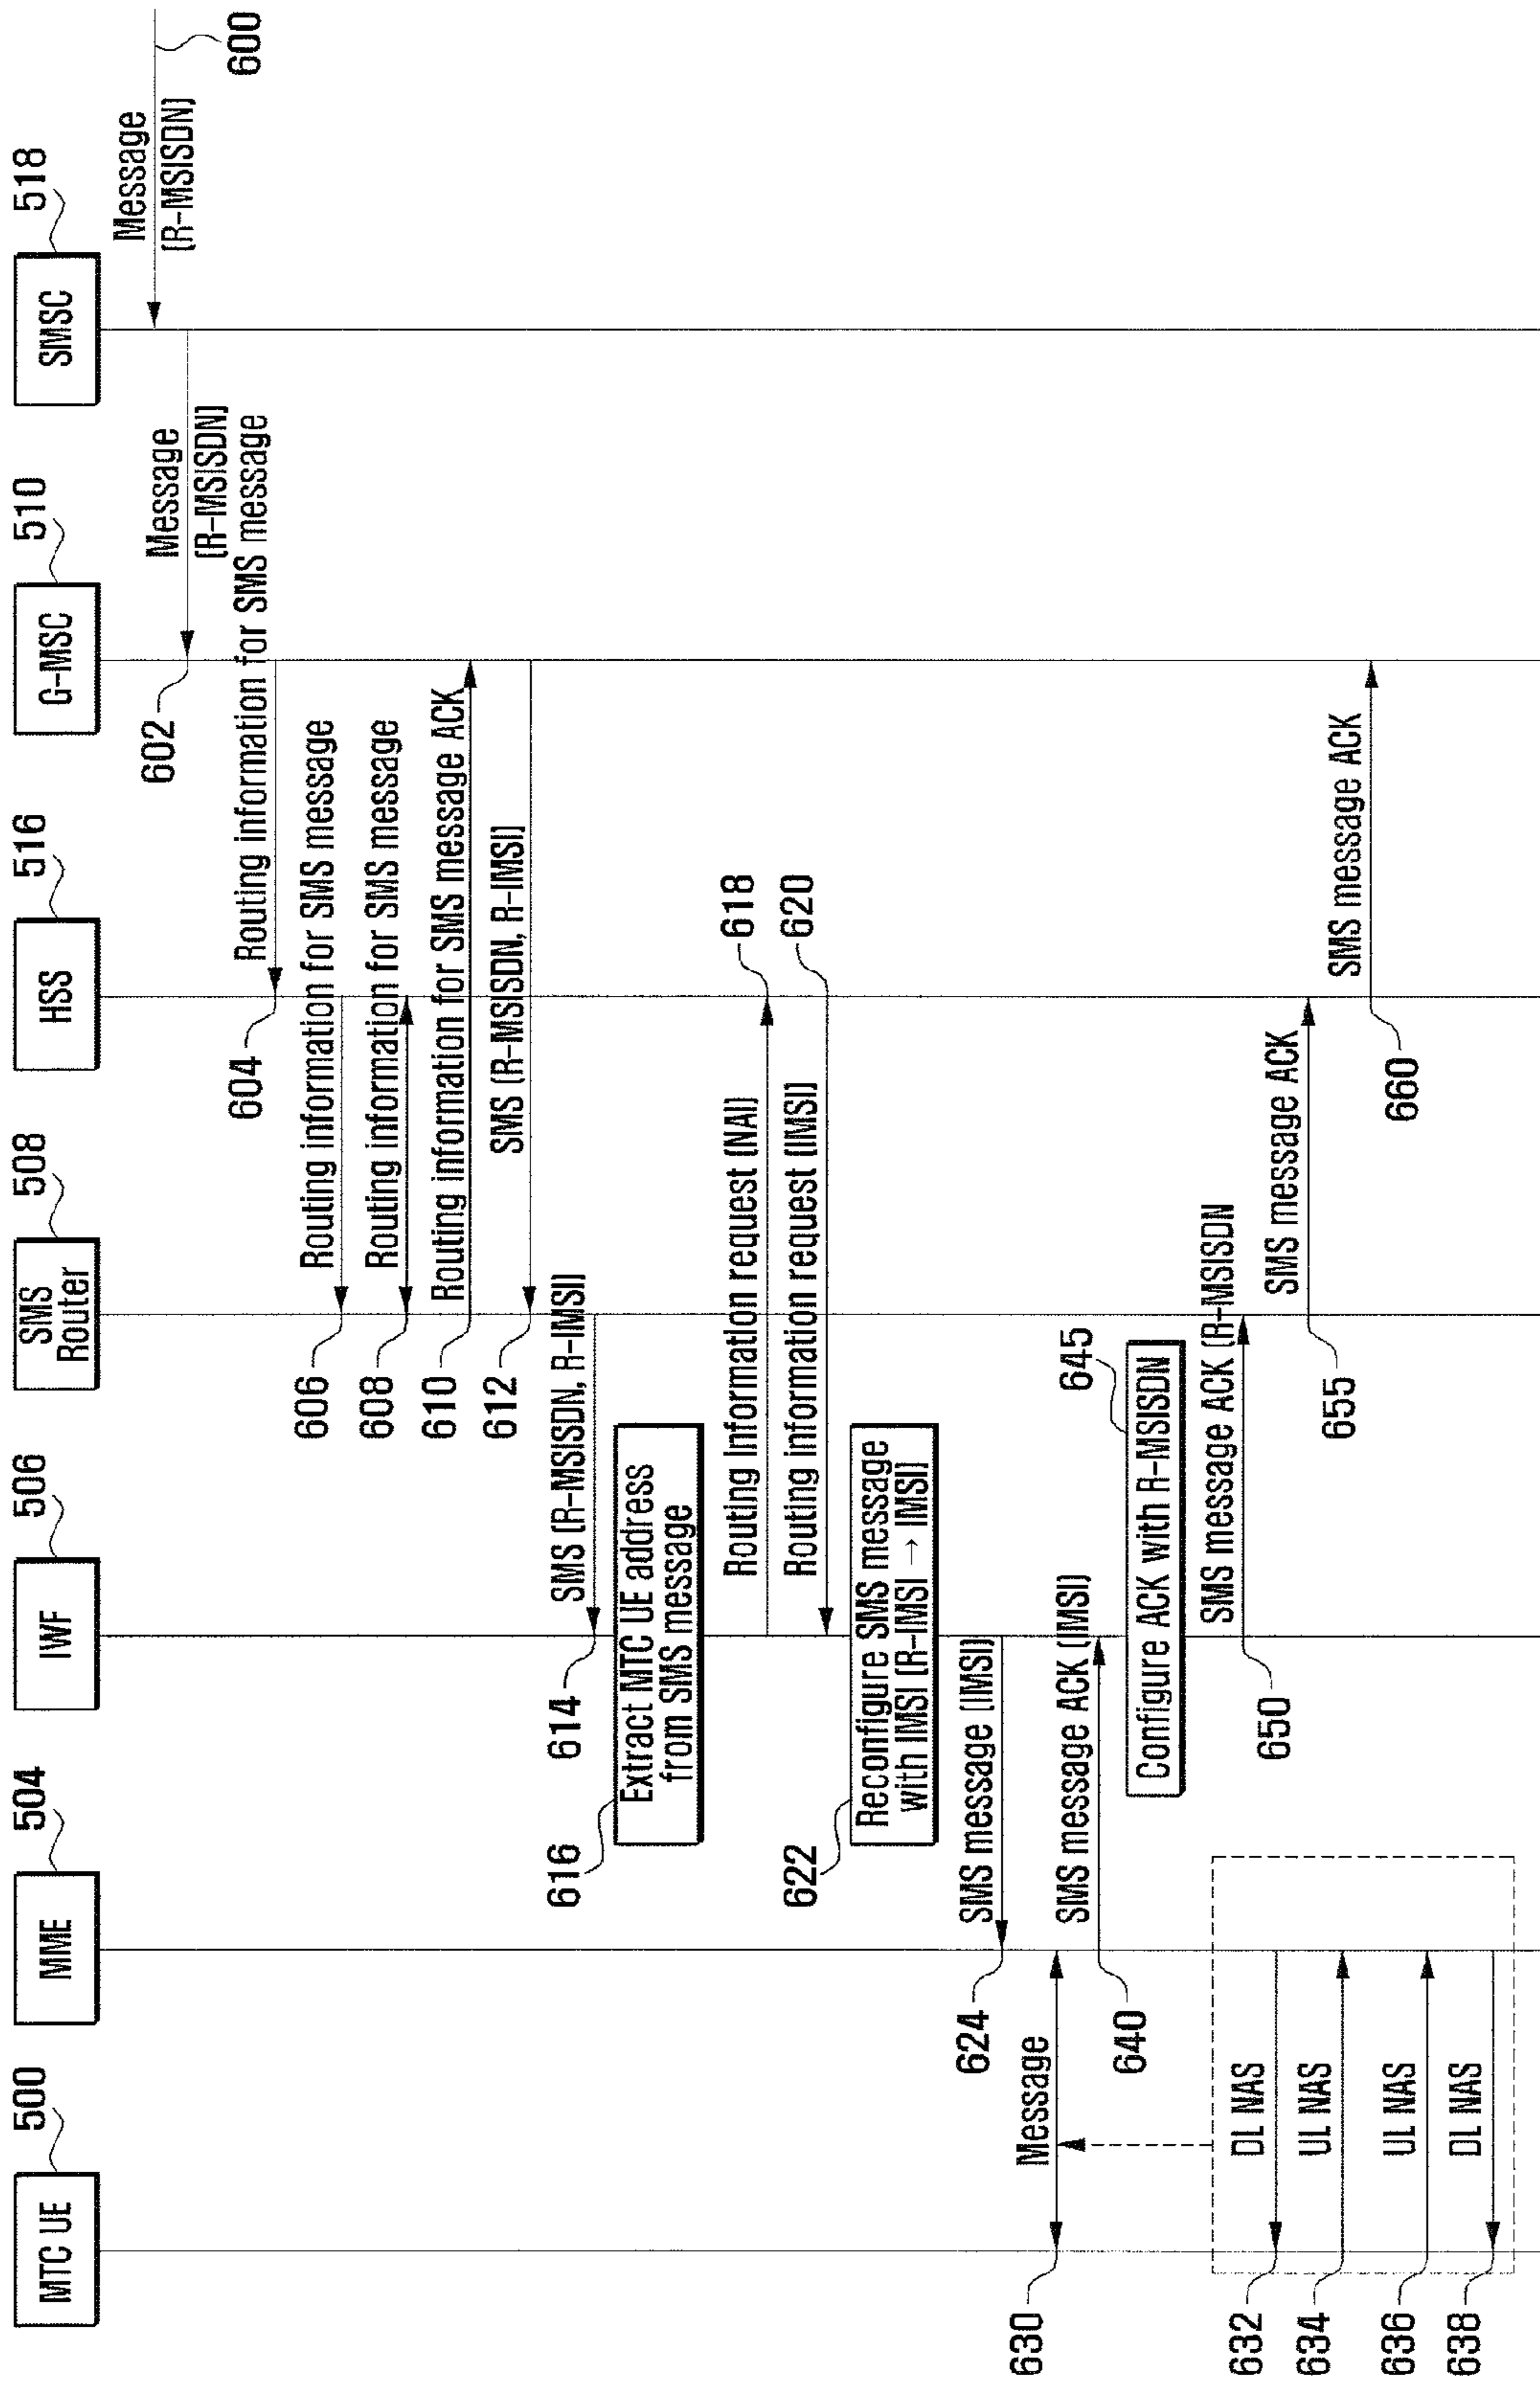 MTC UE
500
MME
504
IWF
506
SMS
Router
508
HSS
516
G-MSC
510
SMSC
518
Message
(R-MSISDN)
600
Message
(R-MSISDN)
602
Routing information for SMS message
604
Routing information for SMS message
606
Routing information for SMS message
608
Routing information for SMS message ACK
610
SMS (R-MSISDN, R-IMSI)
612
SMS (R-MSISDN, R-IMSI)
614
Extract MTC UE address
from SMS message
616
Routing Information request (NAI)
618
Routing information request (IMSI)
620
Reconfigure SMS message
with IMSI (R-IMSI → IMSI)
622
SMS message (IMSI)
624
Message
630
SMS message ACK (IMSI)
640
Configure ACK with R-MSISDN
645
DL NAS
632
UL NAS
634
UL NAS
636
DL NAS
638
SMS message ACK (R-MSISDN
650
SMS message ACK
655
SMS message ACK
660